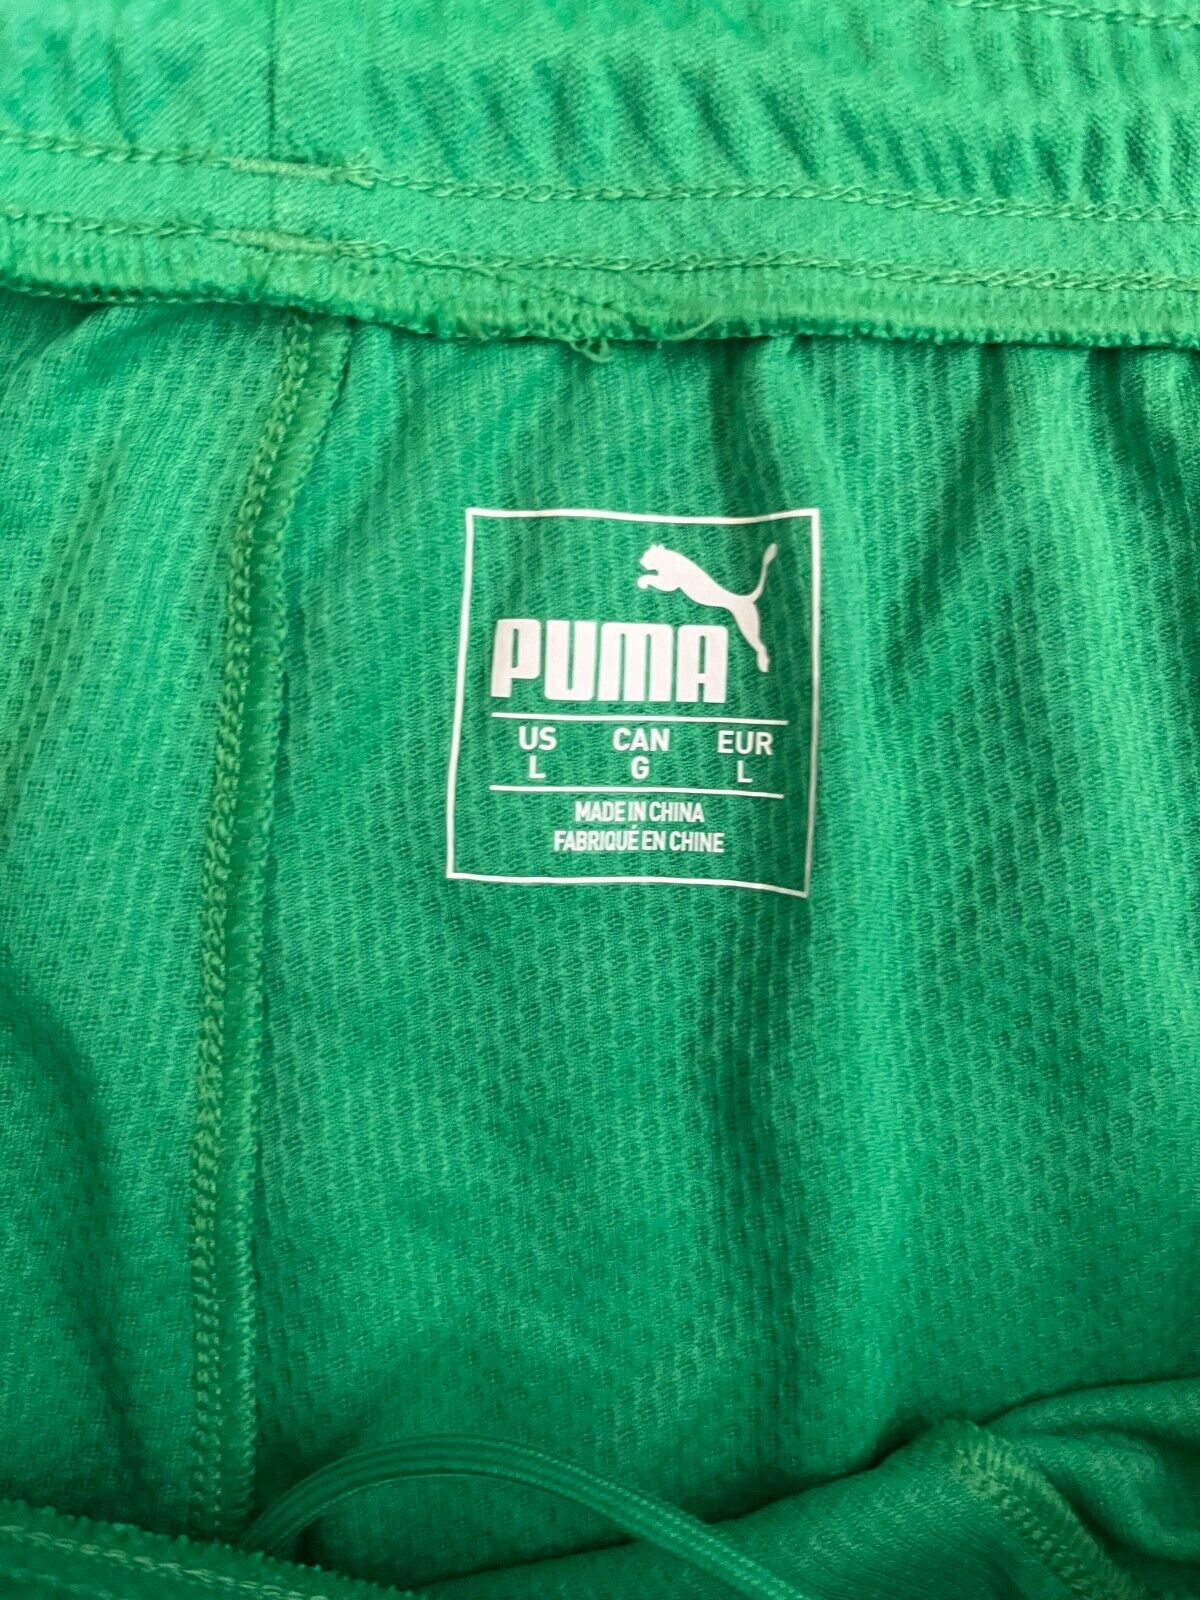 PUMA
US CAN EUR
L G L
MADE IN CHINA
FABRIQUÉ EN CHINE